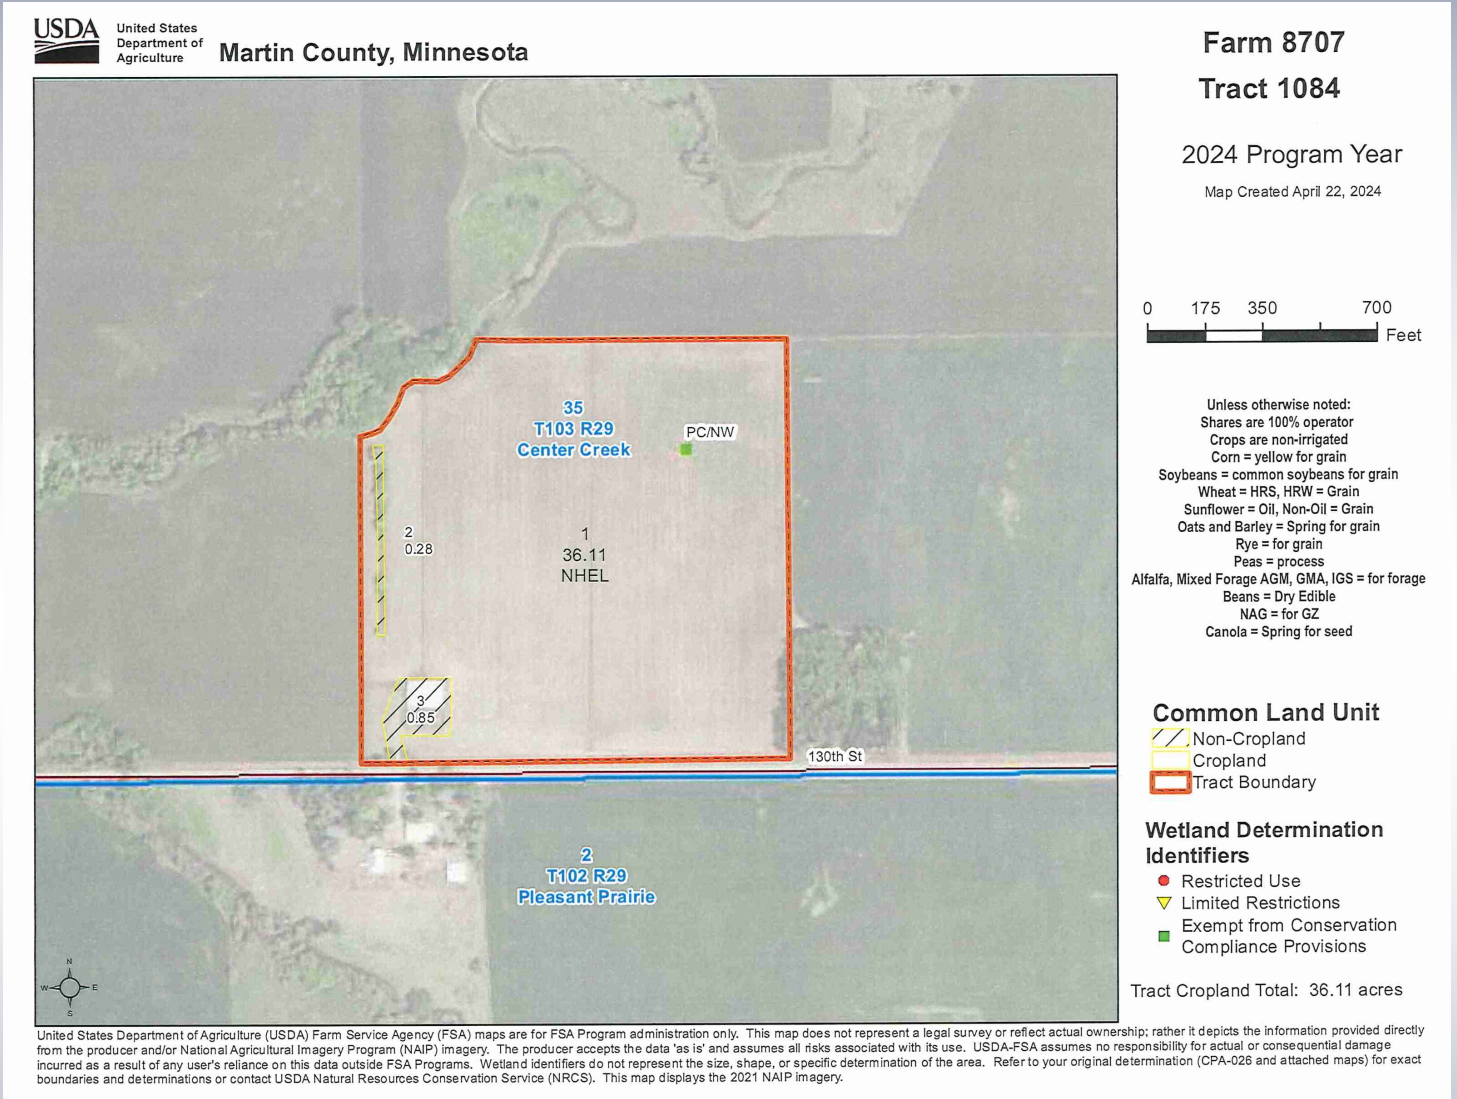 USDA
United States
Department of
Agriculture
Martin County, Minnesota
Farm 8707
Tract 1084
2024 Program Year
Map Created April 22, 2024
0 175 350 700
Feet
Unless otherwise noted:
Shares are 100% operator
Crops are non-irrigated
Corn = yellow for grain
Soybeans = common soybeans for grain
Wheat = HRS, HRW = Grain
Sunflower = Oil, Non-Oil = Grain
Oats and Barley = Spring for grain
Rye = for grain
Peas = process
Alfalfa, Mixed Forage AGM, GMA, IGS = for forage
Beans = Dry Edible
NAG = for GZ
Canola = Spring for seed
35
T103 R29
Center Creek
PC/NW
2
0.28
1
36.11
NHEL
3
0.85
130th St
2
T102 R29
Pleasant Prairie
N
W E
S
Common Land Unit
Non-Cropland
Cropland
Tract Boundary
Wetland Determination
Identifiers
Restricted Use
Limited Restrictions
Exempt from Conservation
Compliance Provisions
Tract Cropland Total: 36.11 acres
United States Department of Agriculture (USDA) Farm Service Agency (FSA) maps are for FSA Program administration only. This map does not represent a legal survey or reflect actual ownership; rather it depicts the information provided directly
from the producer and/or National Agricultural Imagery Program (NAIP) imagery. The producer accepts the data 'as is' and assumes all risks associated with its use. USDA-FSA assumes no responsibility for actual or consequential damage
incurred as a result of any user's reliance on this data outside FSA Programs. Wetland identifiers do not represent the size, shape, or specific determination of the area. Refer to your original determination (CPA-026 and attached maps) for exact
boundaries and determinations or contact USDA Natural Resources Conservation Service (NRCS). This map displays the 2021 NAIP imagery.